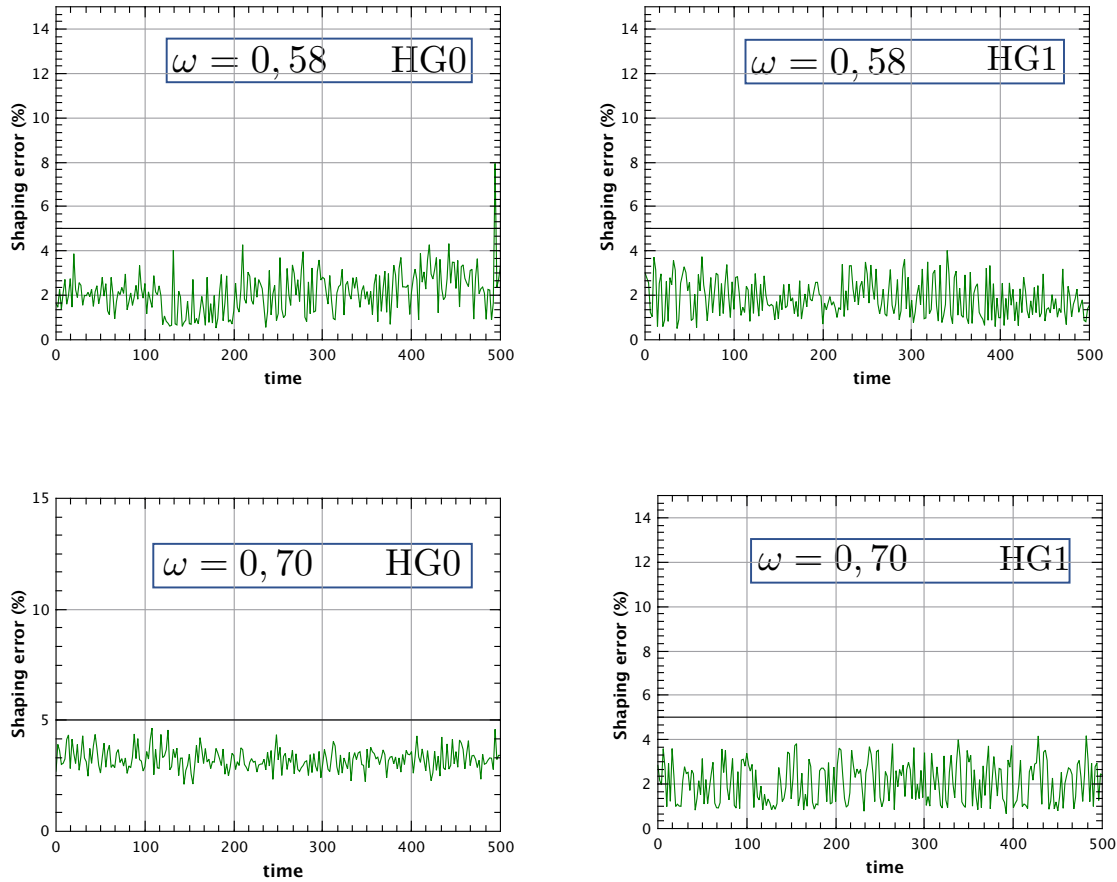 14
12
10
8
6
4
2
0
Shaping error (%)
ω = 0, 58 HG0
0 100 200 300 400 500
time
14
12
10
8
6
4
2
0
Shaping error (%)
ω = 0, 58 HG1
0 100 200 300 400 500
time
15
10
5
0
Shaping error (%)
ω = 0, 70 HG0
0 100 200 300 400 500
time
14
12
10
8
6
4
2
0
Shaping error (%)
ω = 0, 70 HG1
0 100 200 300 400 500
time